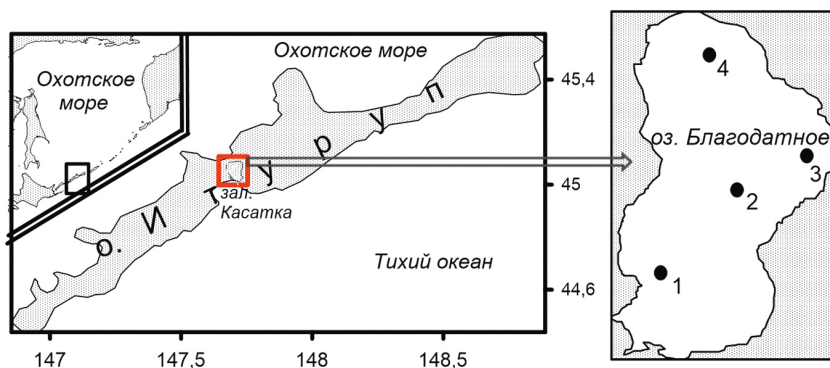 Охотское
море
Охотское море
о. Итуруп
зал.
Касатка
Тихий океан
45,4
45
44,6
147
147,5
148
148,5
4
оз. Благодатное
3
2
1